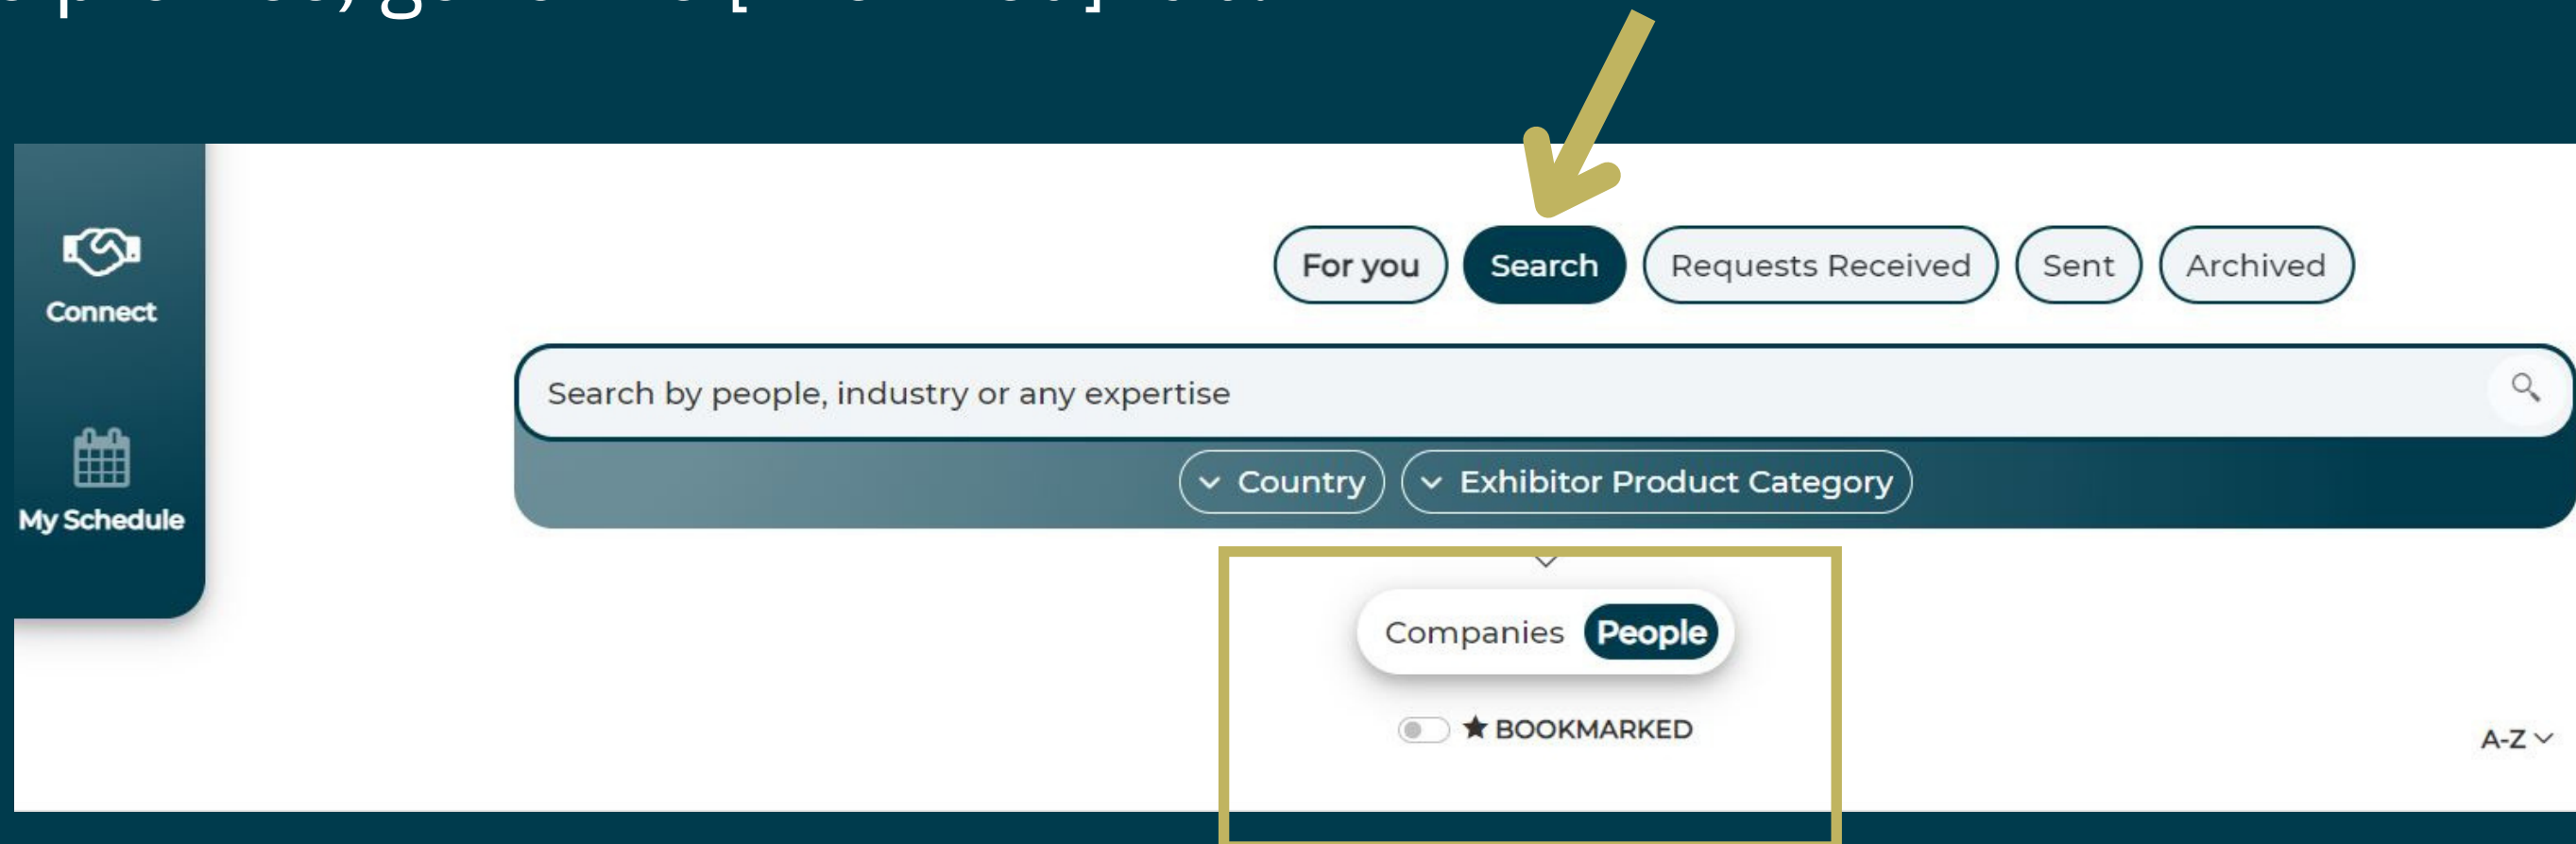 Connect
My Schedule
For you Search Requests Received Sent Archived
Search by people, industry or any expertise
Country Exhibitor Product Category
Companies People
★ BOOKMARKED
A-Z